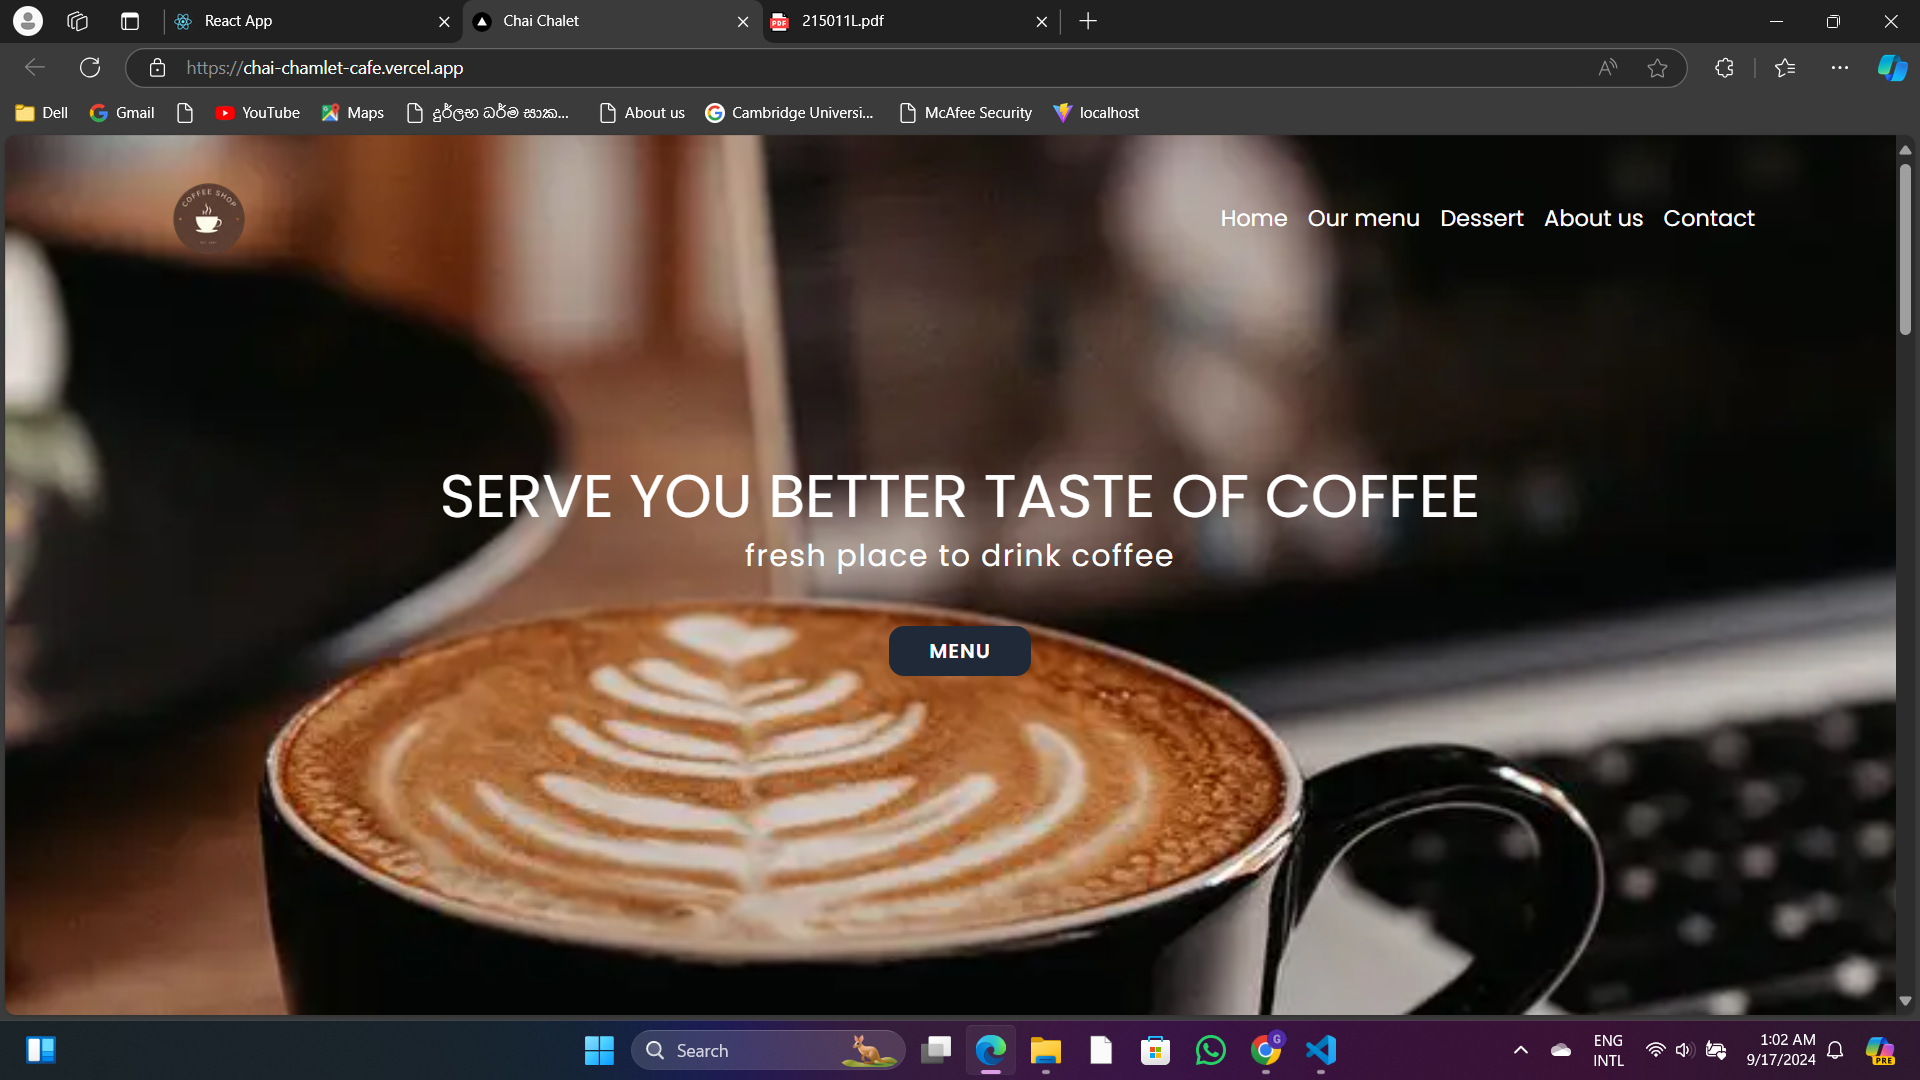 React App
Chai Chalet
215011L.pdf
https://chai-chamlet-cafe.vercel.app
Dell
Gmail
YouTube
Maps
දුර්ලභ ධර්ම සාක...
About us
Cambridge Universi...
McAfee Security
localhost
COFFEE SHOP
Home
Our menu
Dessert
About us
Contact
SERVE YOU BETTER TASTE OF COFFEE
fresh place to drink coffee
MENU
Search
G
ENG
INTL
1:02 AM
9/17/2024
PRE